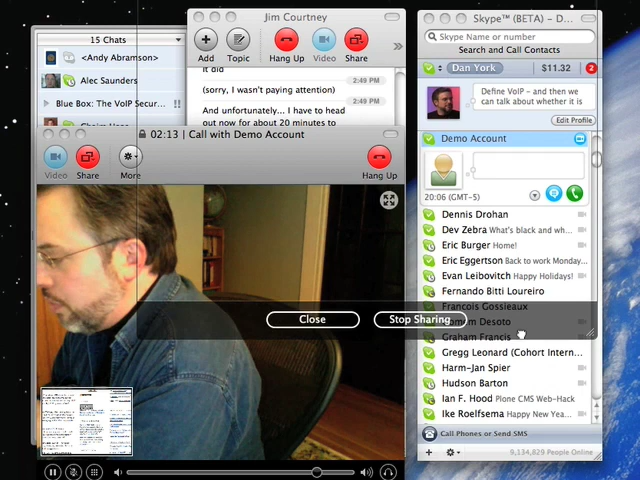 15 Chats
<Andy Abramson>
Alec Saunders
Blue Box: The VoIP Secur...
Jim Courtney
Add
Topic
Hang Up
Video
Share
it did
2:49 PM
(sorry, I wasn't paying attention)
2:49 PM
And unfortunately... I have to head
out now for about 20 minutes to
02:13 | Call with Demo Account
Video
Share
More
Hang Up
Close
Stop Sharing
Skype™ (BETA) - D...
Skype Name or number
Search and Call Contacts
Dan York
$11.32
2
Define VoIP - and then we
can talk about whether it is
Edit Profile
Demo Account
20:06 (GMT-5)
Dennis Drohan
Dev Zebra What's black and wh...
Eric Burger Home!
Eric Eggertson Back to work Monday...
Evan Leibovitch Happy Holidays!
Fernando Bitti Loureiro
Francois Gossieaux
Desoto
Graham Francis
Gregg Leonard (Cohort Intern...
Harm-Jan Spier
Hudson Barton
Ian F. Hood Plone CMS Web-Hack
Ike Roelfsema Happy New Yea...
Call Phones or Send SMS
9,134,829 People Online